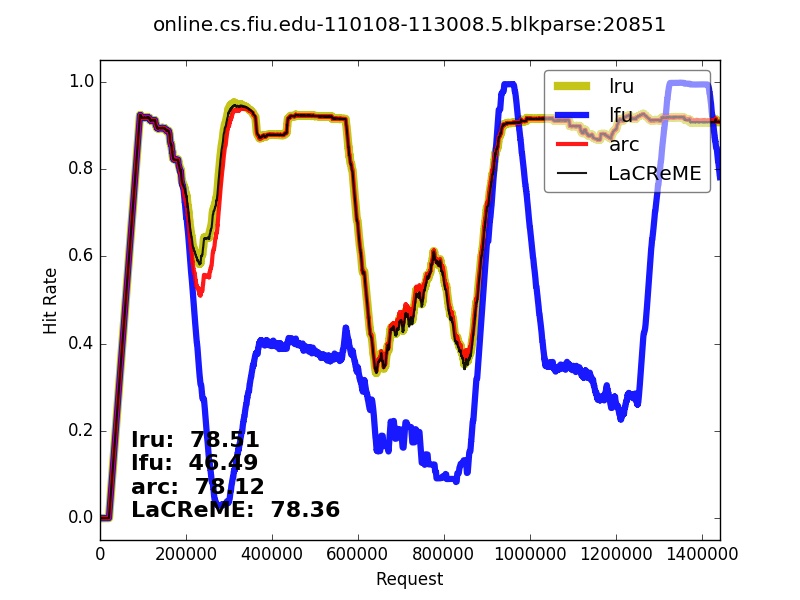 online.cs.fiu.edu-110108-113008.5.blkparse:20851
1.0
0.8
0.6
0.4
0.2
0.0
Hit Rate
lru
lfu
arc
LaCReME
lru:  78.51
lfu:  46.49
arc:  78.12
LaCReME:  78.36
0 200000 400000 600000 800000 1000000 1200000 1400000
Request